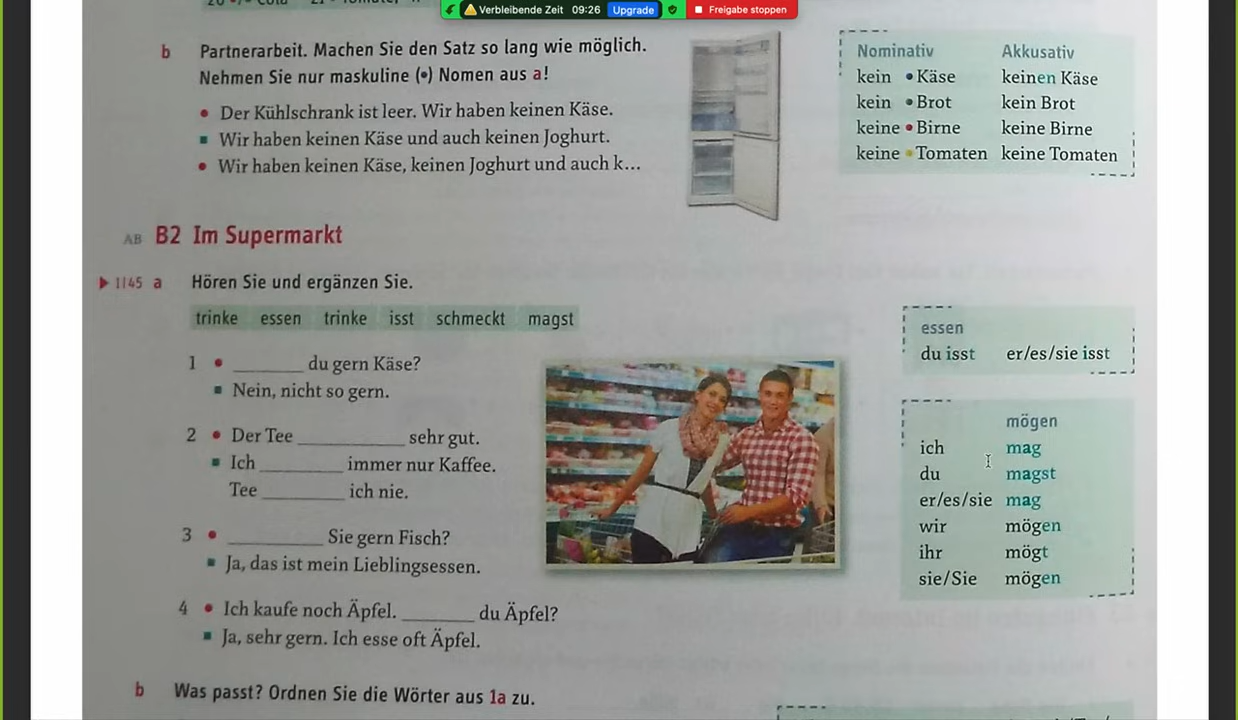 Verbleibende Zeit 09:26 Upgrade Freigabe stoppen
b Partnerarbeit. Machen Sie den Satz so lang wie möglich.
Nehmen Sie nur maskuline (•) Nomen aus a!
• Der Kühlschrank ist leer. Wir haben keinen Käse.
▪ Wir haben keinen Käse und auch keinen Joghurt.
• Wir haben keinen Käse, keinen Joghurt und auch k...
Nominativ Akkusativ
kein • Käse keinen Käse
kein • Brot kein Brot
keine • Birne keine Birne
keine • Tomaten keine Tomaten
AB B2 Im Supermarkt
▶ 1/45 a Hören Sie und ergänzen Sie.
trinke essen trinke isst schmeckt magst
1 • ______ du gern Käse?
▪ Nein, nicht so gern.
2 • Der Tee ______ sehr gut.
▪ Ich ______ immer nur Kaffee.
Tee ______ ich nie.
3 • ______ Sie gern Fisch?
▪ Ja, das ist mein Lieblingsessen.
4 • Ich kaufe noch Äpfel. ______ du Äpfel?
▪ Ja, sehr gern. Ich esse oft Äpfel.
essen
du isst er/es/sie isst
mögen
ich mag
du magst
er/es/sie mag
wir mögen
ihr mögt
sie/Sie mögen
b Was passt? Ordnen Sie die Wörter aus 1a zu.